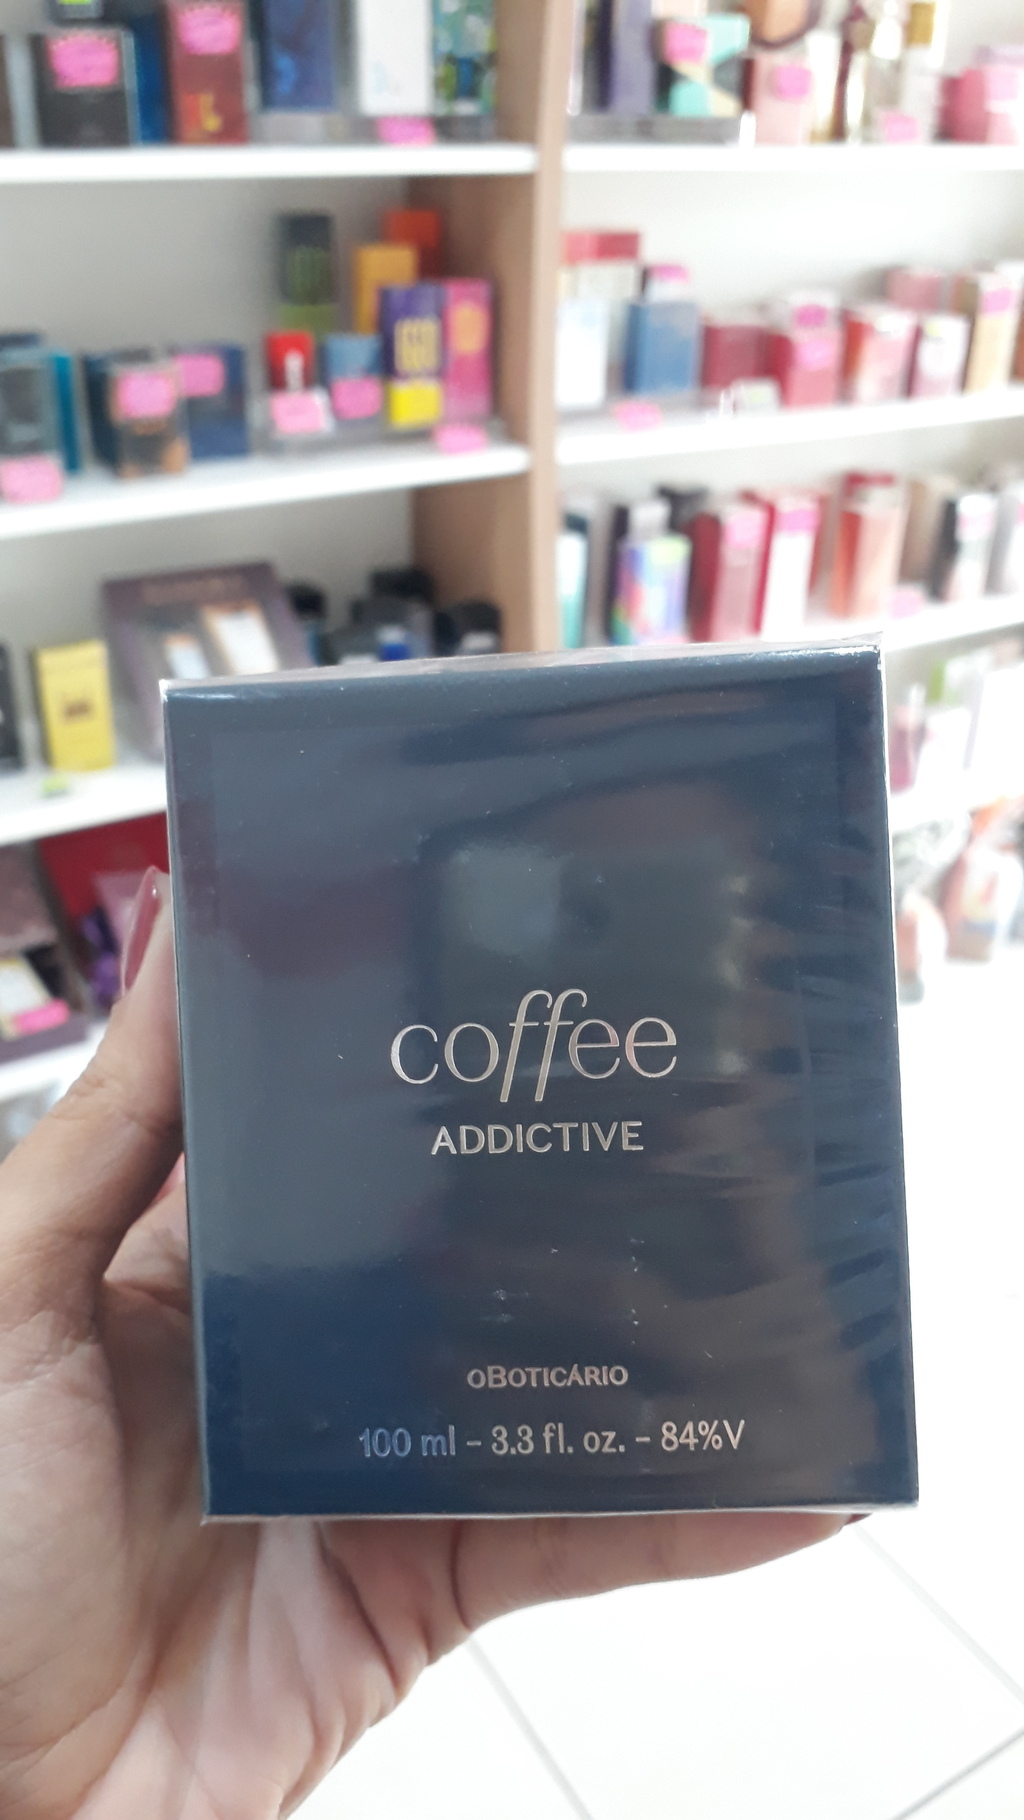 coffee
ADDICTIVE
oBOTICÁRIO
100 ml - 3.3 fl. oz. - 84%V